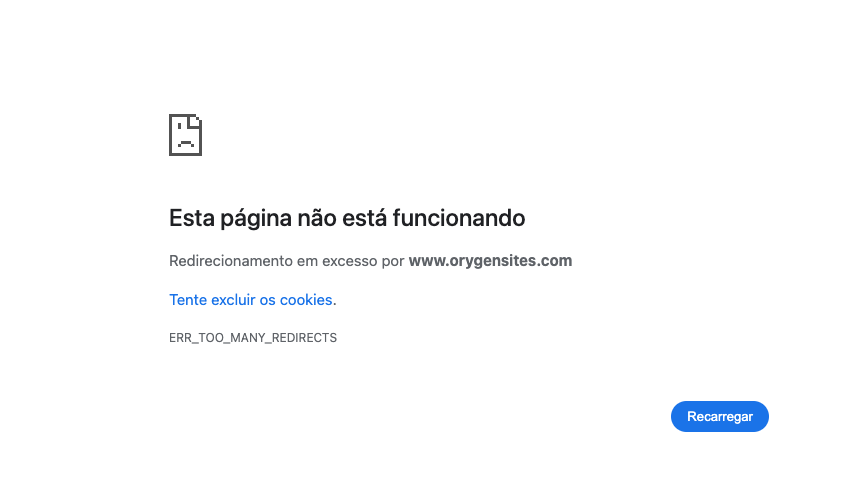 Esta página não está funcionando
Redirecionamento em excesso por www.orygensites.com
Tente excluir os cookies.
ERR_TOO_MANY_REDIRECTS
Recarregar